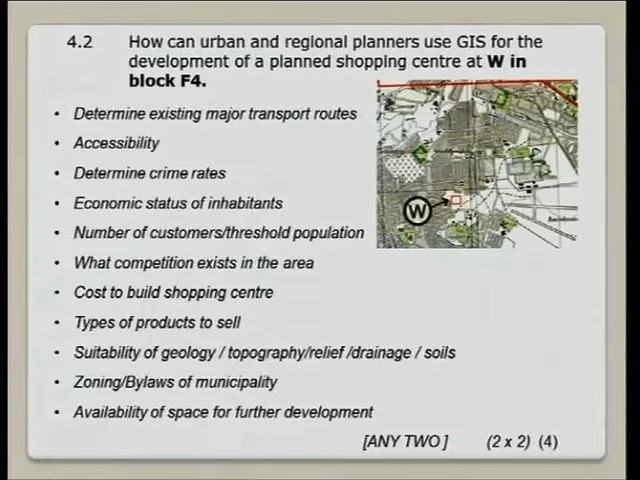 4.2 How can urban and regional planners use GIS for the
development of a planned shopping centre at W in
block F4.
• Determine existing major transport routes
• Accessibility
• Determine crime rates
• Economic status of inhabitants
• Number of customers/threshold population
• What competition exists in the area
• Cost to build shopping centre
• Types of products to sell
• Suitability of geology / topography/relief /drainage / soils
• Zoning/Bylaws of municipality
• Availability of space for further development
[ANY TWO] (2 x 2) (4)
W